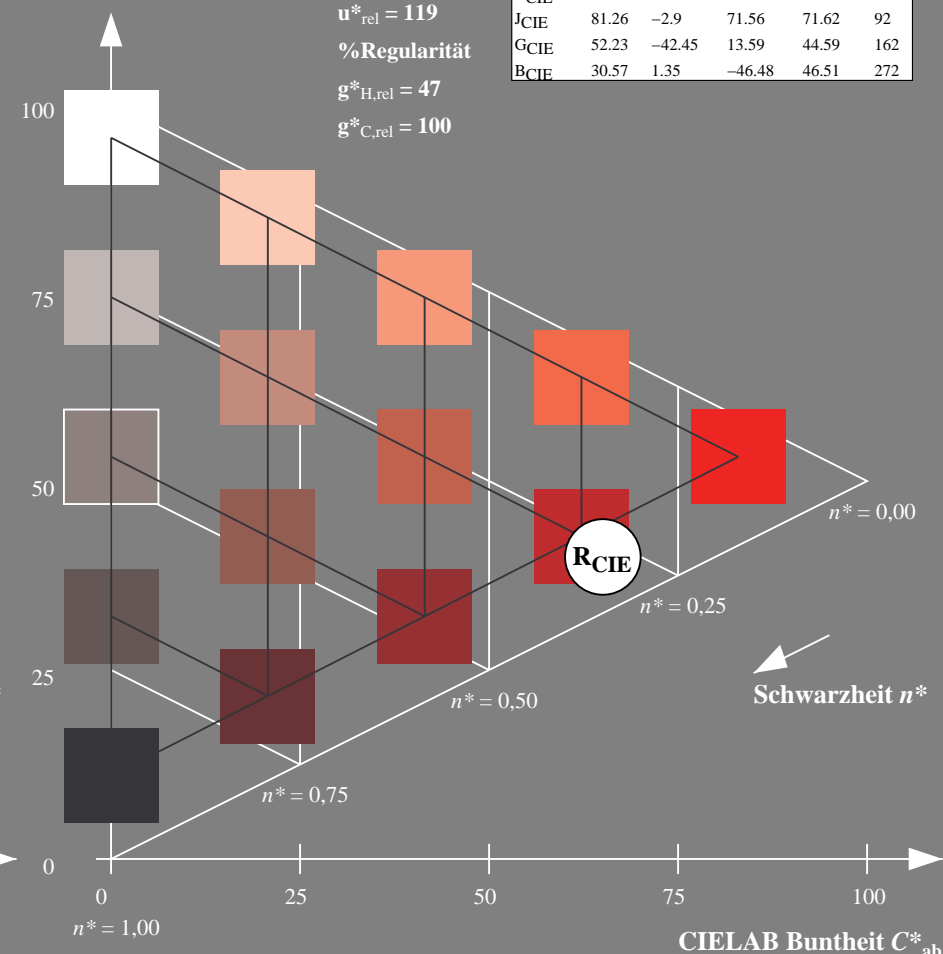 u*rel = 119
%Regularität
g*H,rel = 47
g*C,rel = 100
CIE
JCIE 81.26 −2.9 71.56 71.62 92
GCIE 52.23 −42.45 13.59 44.59 162
BCIE 30.57 1.35 −46.48 46.51 272
100
75
50
25
0
RCIE
n* = 0,00
n* = 0,25
n* = 0,50
n* = 0,75
Schwarzheit n*
0 25 50 75 100
n* = 1,00
CIELAB Buntheit C*ab